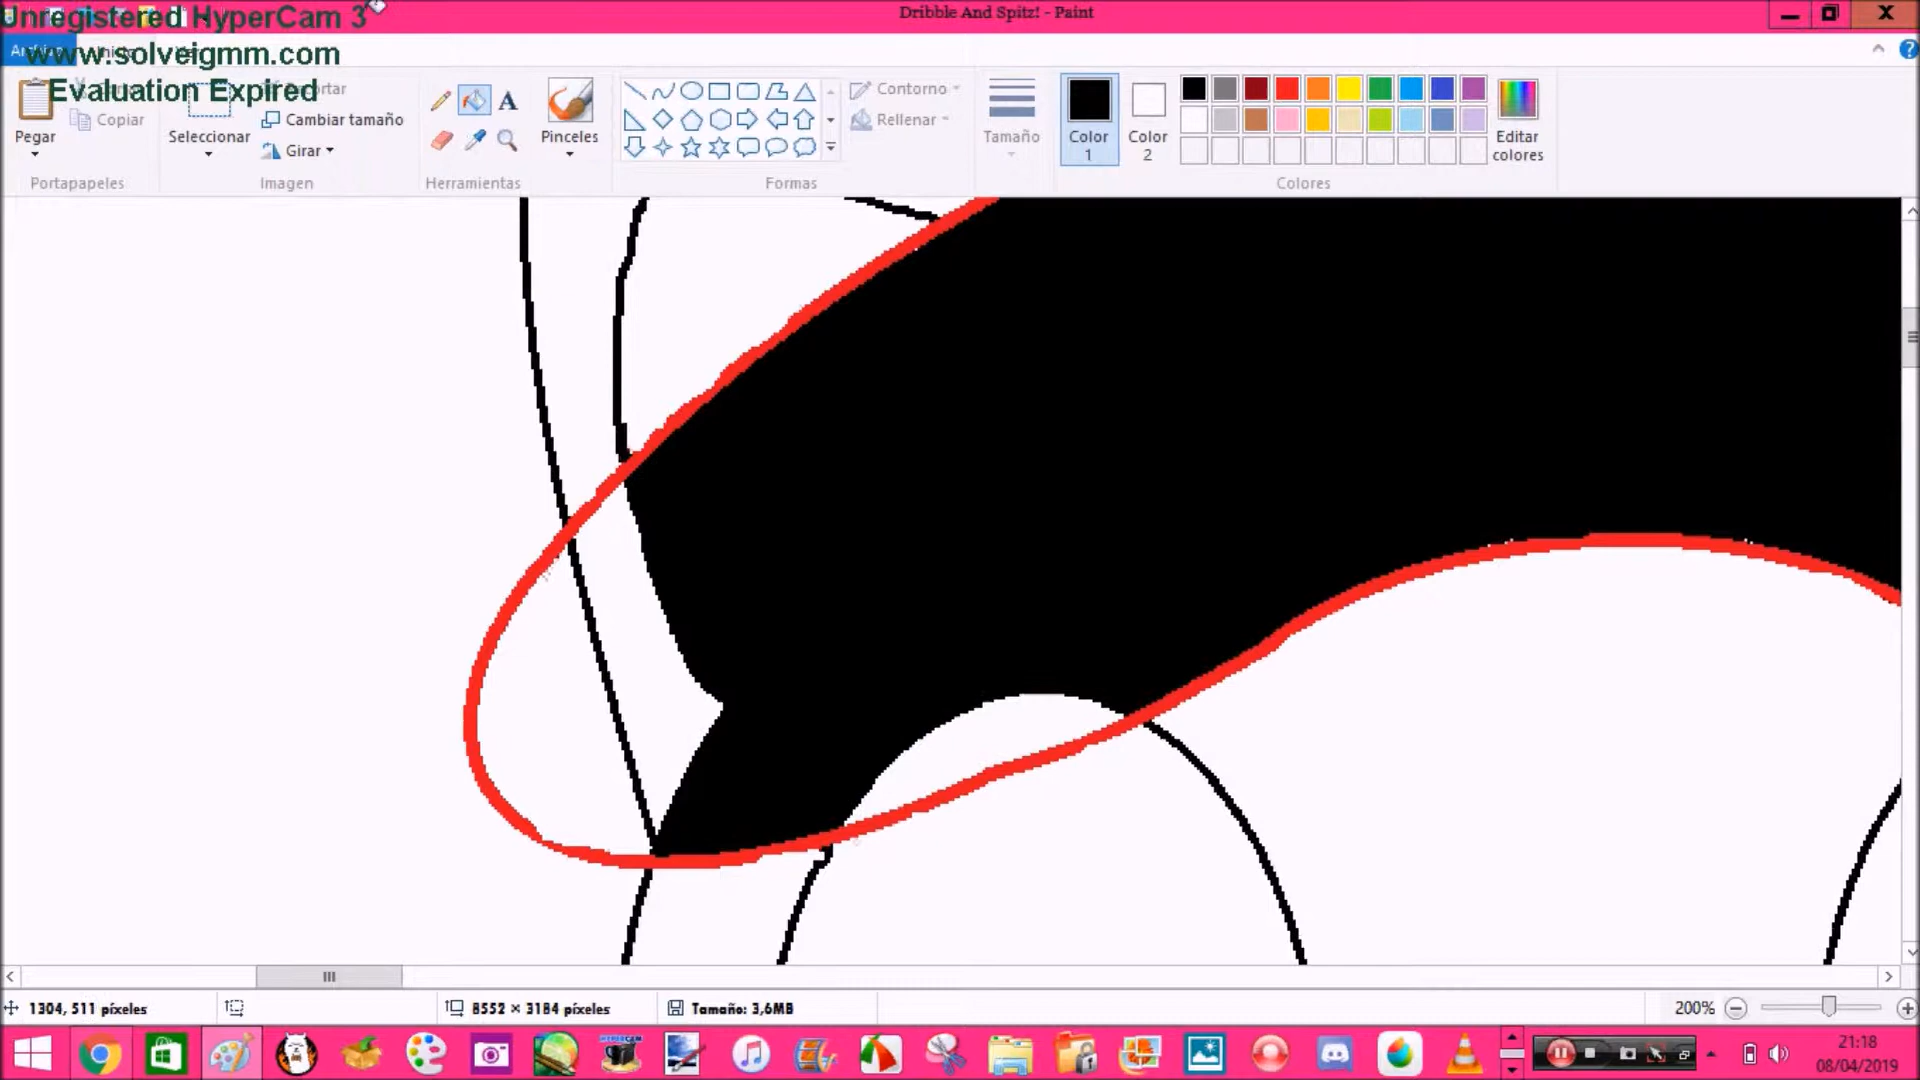 Unregistered HyperCam 3
Dribble And Spitz! - Paint
www.solveigmm.com
Evaluation Expired
Pegar
Copiar
Portapapeles
Seleccionar
Cambiar tamaño
Girar
Imagen
A
Herramientas
Pinceles
Formas
Contorno
Rellenar
Tamaño
Color
1
Color
2
Editar
colores
Colores
1304, 511 píxeles
8552 × 3184 píxeles
Tamaño: 3,6MB
200%
21:18
08/04/2019